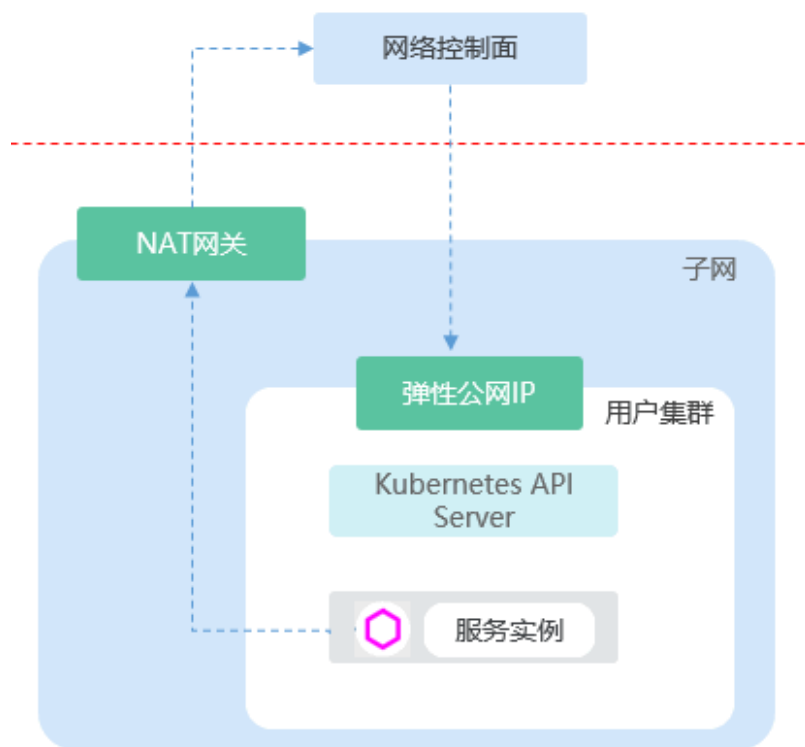 网络控制面
NAT网关
子网
弹性公网IP
用户集群
Kubernetes API
Server
服务实例